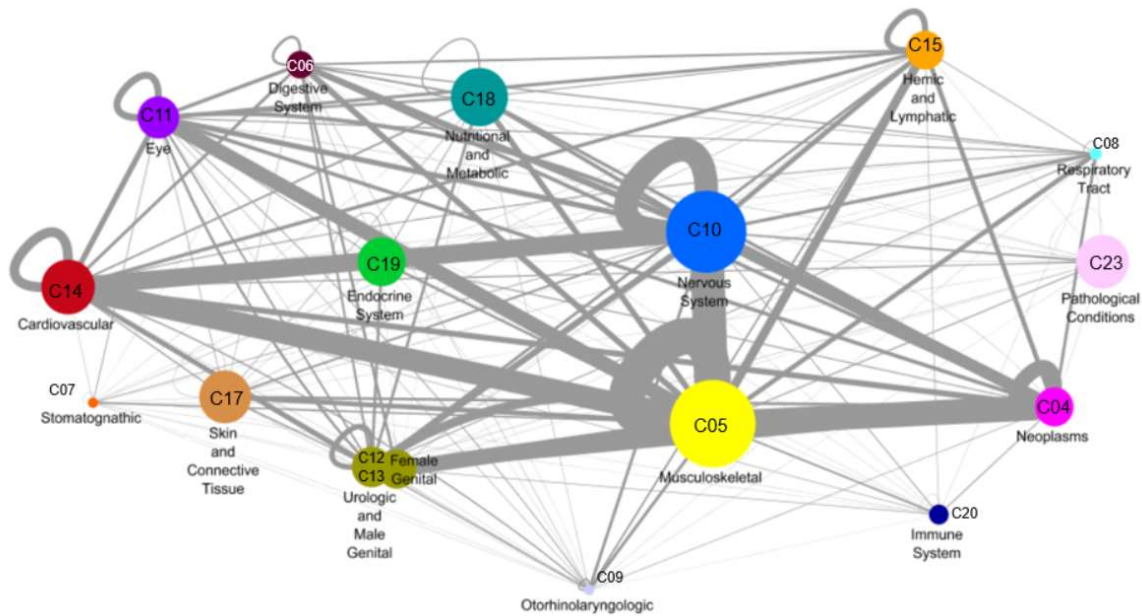 C15
Hemic
and
Lymphatic
C06
Digestive
System
C18
Nutritional
and
Metabolic
C11
Eye
C08
Respiratory
Tract
C10
Nervous
System
C19
Endocrine
System
C23
Pathological
Conditions
C14
Cardiovascular
C07
Stomatognathic
C17
Skin
and
Connective
Tissue
C05
Musculoskeletal
C04
Neoplasms
C12
C13
Female
Genital
Urologic
and
Male
Genital
C20
Immune
System
C09
Otorhinolaryngologic